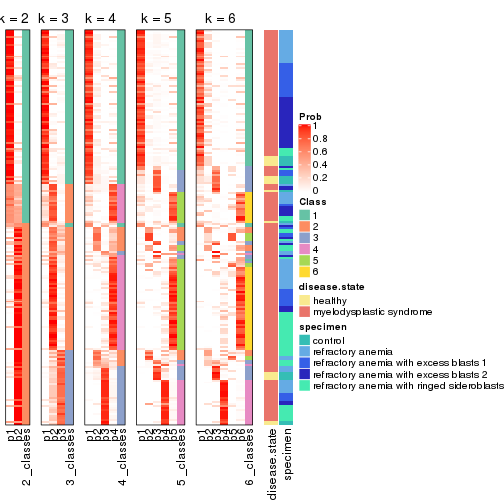 k = 2 k = 3 k = 4 k = 5 k = 6
Prob
1
0.8
0.6
0.4
0.2
0
Class
1
2
3
4
5
6
disease.state
healthy
myelodysplastic syndrome
specimen
control
refractory anemia
refractory anemia with excess blasts 1
refractory anemia with excess blasts 2
refractory anemia with ringed sideroblasts
p1 p2 2_classes p1 p2 p3 3_classes p1 p2 p3 p4 4_classes p1 p2 p3 p4 p5 5_classes p1 p2 p3 p4 p5 p6 6_classes disease.state specimen